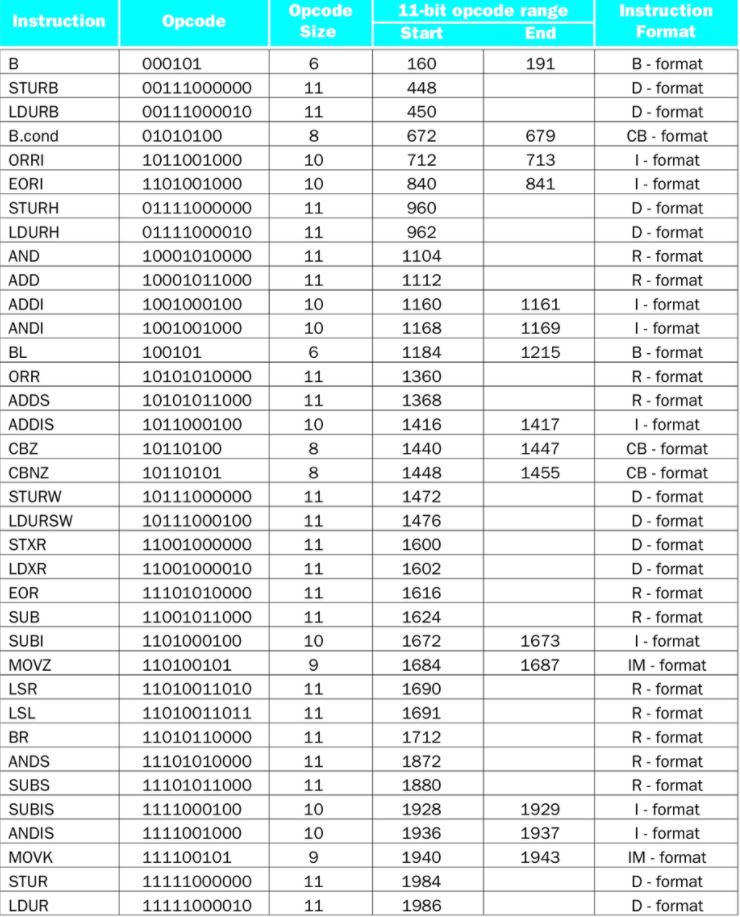 Instruction Opcode Opcode Size 11-bit opcode range Start End Instruction Format
B 000101 6 160 191 B - format
STURB 00111000000 11 448 D - format
LDURB 00111000010 11 450 D - format
B.cond 01010100 8 672 679 CB - format
ORRI 1011001000 10 712 713 I - format
EORI 1101001000 10 840 841 I - format
STURH 01111000000 11 960 D - format
LDURH 01111000010 11 962 D - format
AND 10001010000 11 1104 R - format
ADD 10001011000 11 1112 R - format
ADDI 1001000100 10 1160 1161 I - format
ANDI 1001001000 10 1168 1169 I - format
BL 100101 6 1184 1215 B - format
ORR 10101010000 11 1360 R - format
ADDS 10101011000 11 1368 R - format
ADDIS 1011000100 10 1416 1417 I - format
CBZ 10110100 8 1440 1447 CB - format
CBNZ 10110101 8 1448 1455 CB - format
STURW 10111000000 11 1472 D - format
LDURSW 10111000100 11 1476 D - format
STXR 11001000000 11 1600 D - format
LDXR 11001000010 11 1602 D - format
EOR 11101010000 11 1616 R - format
SUB 11001011000 11 1624 R - format
SUBI 1101000100 10 1672 1673 I - format
MOVZ 110100101 9 1684 1687 IM - format
LSR 11010011010 11 1690 R - format
LSL 11010011011 11 1691 R - format
BR 11010110000 11 1712 R - format
ANDS 11101010000 11 1872 R - format
SUBS 11101011000 11 1880 R - format
SUBIS 1111000100 10 1928 1929 I - format
ANDIS 1111001000 10 1936 1937 I - format
MOVK 111100101 9 1940 1943 IM - format
STUR 11111000000 11 1984 D - format
LDUR 11111000010 11 1986 D - format